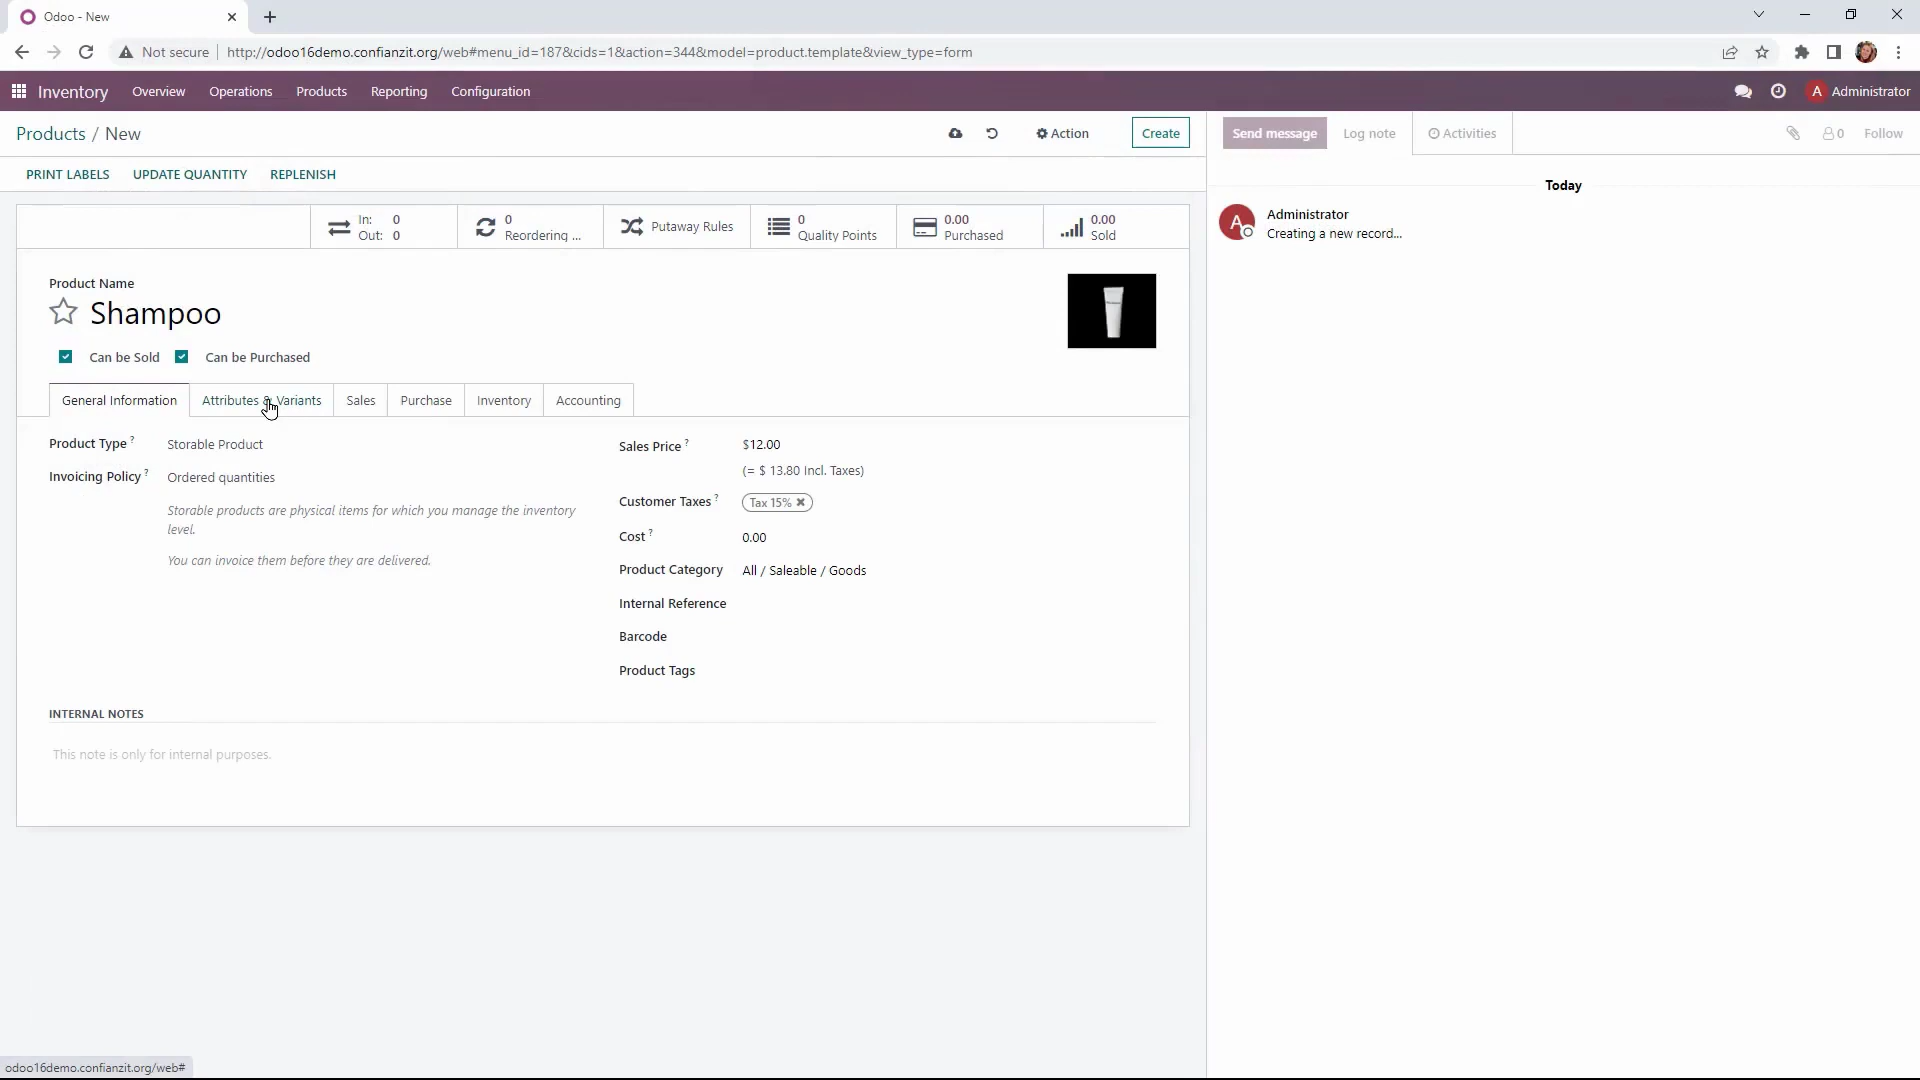 Odoo - New
Not secure
http://odoo16demo.confianzit.org/web#menu_id=187&cids=1&action=344&model=product.template&view_type=form
Inventory Overview Operations Products Reporting Configuration
A Administrator
Products / New
Action
Create
Send message
Log note
Activities
0
Follow
PRINT LABELS
UPDATE QUANTITY
REPLENISH
Today
In: 0
Out: 0
0
Reordering ...
Putaway Rules
0
Quality Points
0.00
Purchased
0.00
Sold
A
Administrator
Creating a new record...
Product Name
Shampoo
Can be Sold
Can be Purchased
General Information
Attributes & Variants
Sales
Purchase
Inventory
Accounting
Product Type ?
Storable Product
Invoicing Policy ?
Ordered quantities
Storable products are physical items for which you manage the inventory
level.
You can invoice them before they are delivered.
Sales Price ?
$12.00
(= $ 13.80 Incl. Taxes)
Customer Taxes ?
Tax 15%
Cost ?
0.00
Product Category
All / Saleable / Goods
Internal Reference
Barcode
Product Tags
INTERNAL NOTES
This note is only for internal purposes.
odoo16demo.confianzit.org/web#